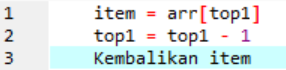 1 item = arr[top1]
2 top1 = top1 - 1
3 Kembalikan item